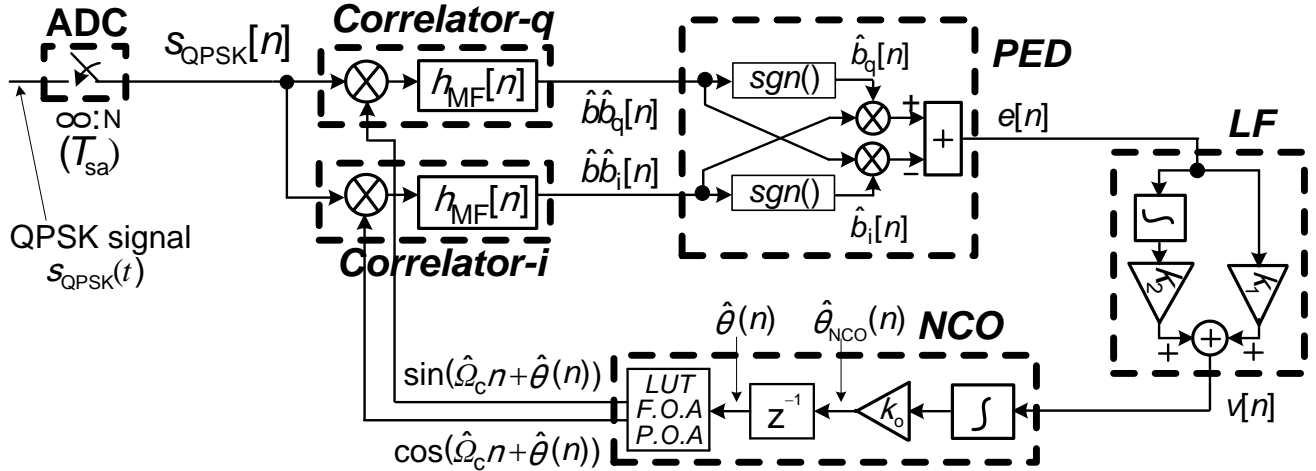 ADC
∞:N
(T_sa)
QPSK signal
s_QPSK(t)
s_QPSK[n]
Correlator-q
h_MF[n]
b̂b̂_q[n]
b̂b̂_i[n]
h_MF[n]
Correlator-i
PED
sgn()
b̂_q[n]
+
+
−
sgn()
b̂_i[n]
e[n]
LF
∫
k_2
k_1
+
+
+
v[n]
NCO
θ̂(n)
θ̂_NCO(n)
sin(Ω̂_c n+θ̂(n))
cos(Ω̂_c n+θ̂(n))
LUT
F.O.A
P.O.A
z⁻¹
k_o
∫